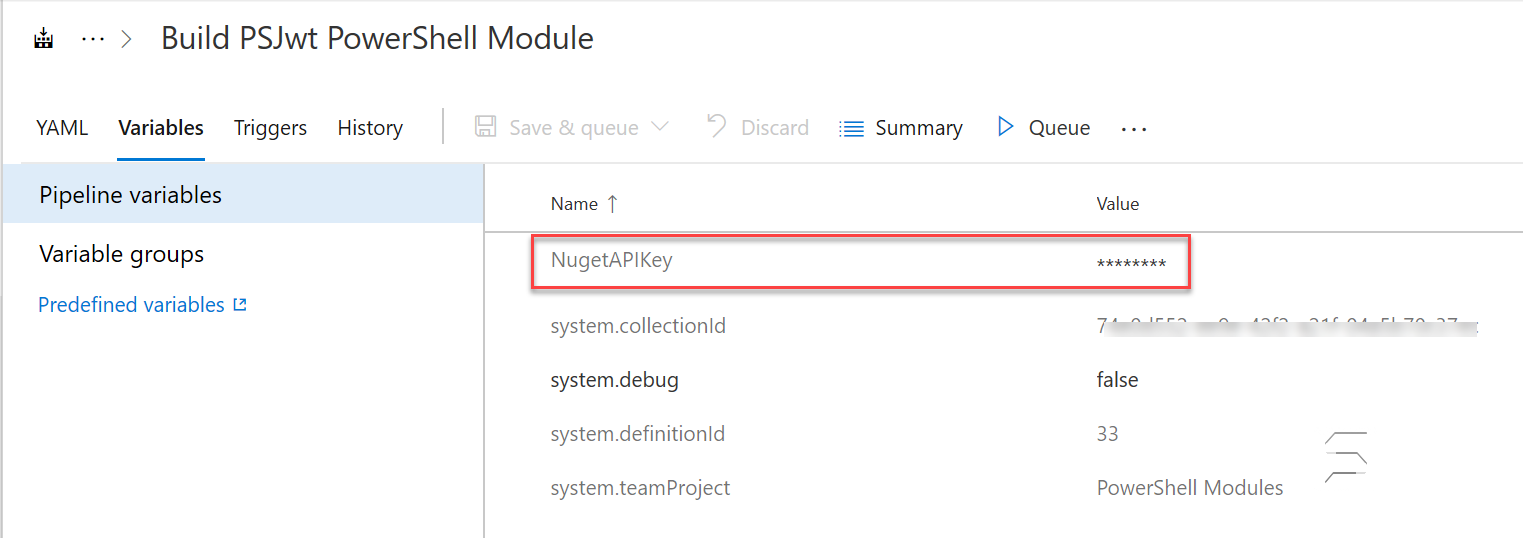 Build PSJwt PowerShell Module
YAML Variables Triggers History Save & queue Discard Summary Queue
Pipeline variables
Variable groups
Predefined variables
Name Value
NugetAPIKey ********
system.collectionId
system.debug false
system.definitionId 33
system.teamProject PowerShell Modules